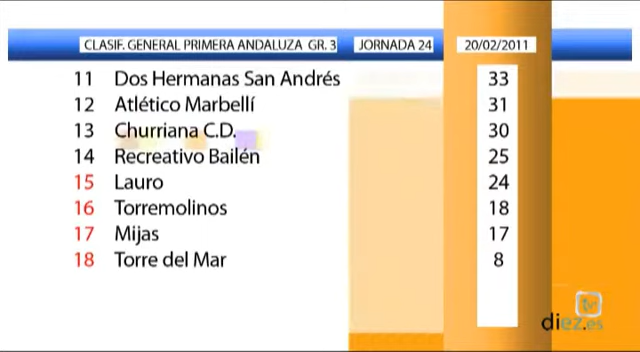 CLASIF. GENERAL PRIMERA ANDALUZA GR. 3 JORNADA 24 20/02/2011
11 Dos Hermanas San Andrés 33
12 Atlético Marbellí 31
13 Churriana C.D. 30
14 Recreativo Bailén 25
15 Lauro 24
16 Torremolinos 18
17 Mijas 17
18 Torre del Mar 8
tv
diez.es